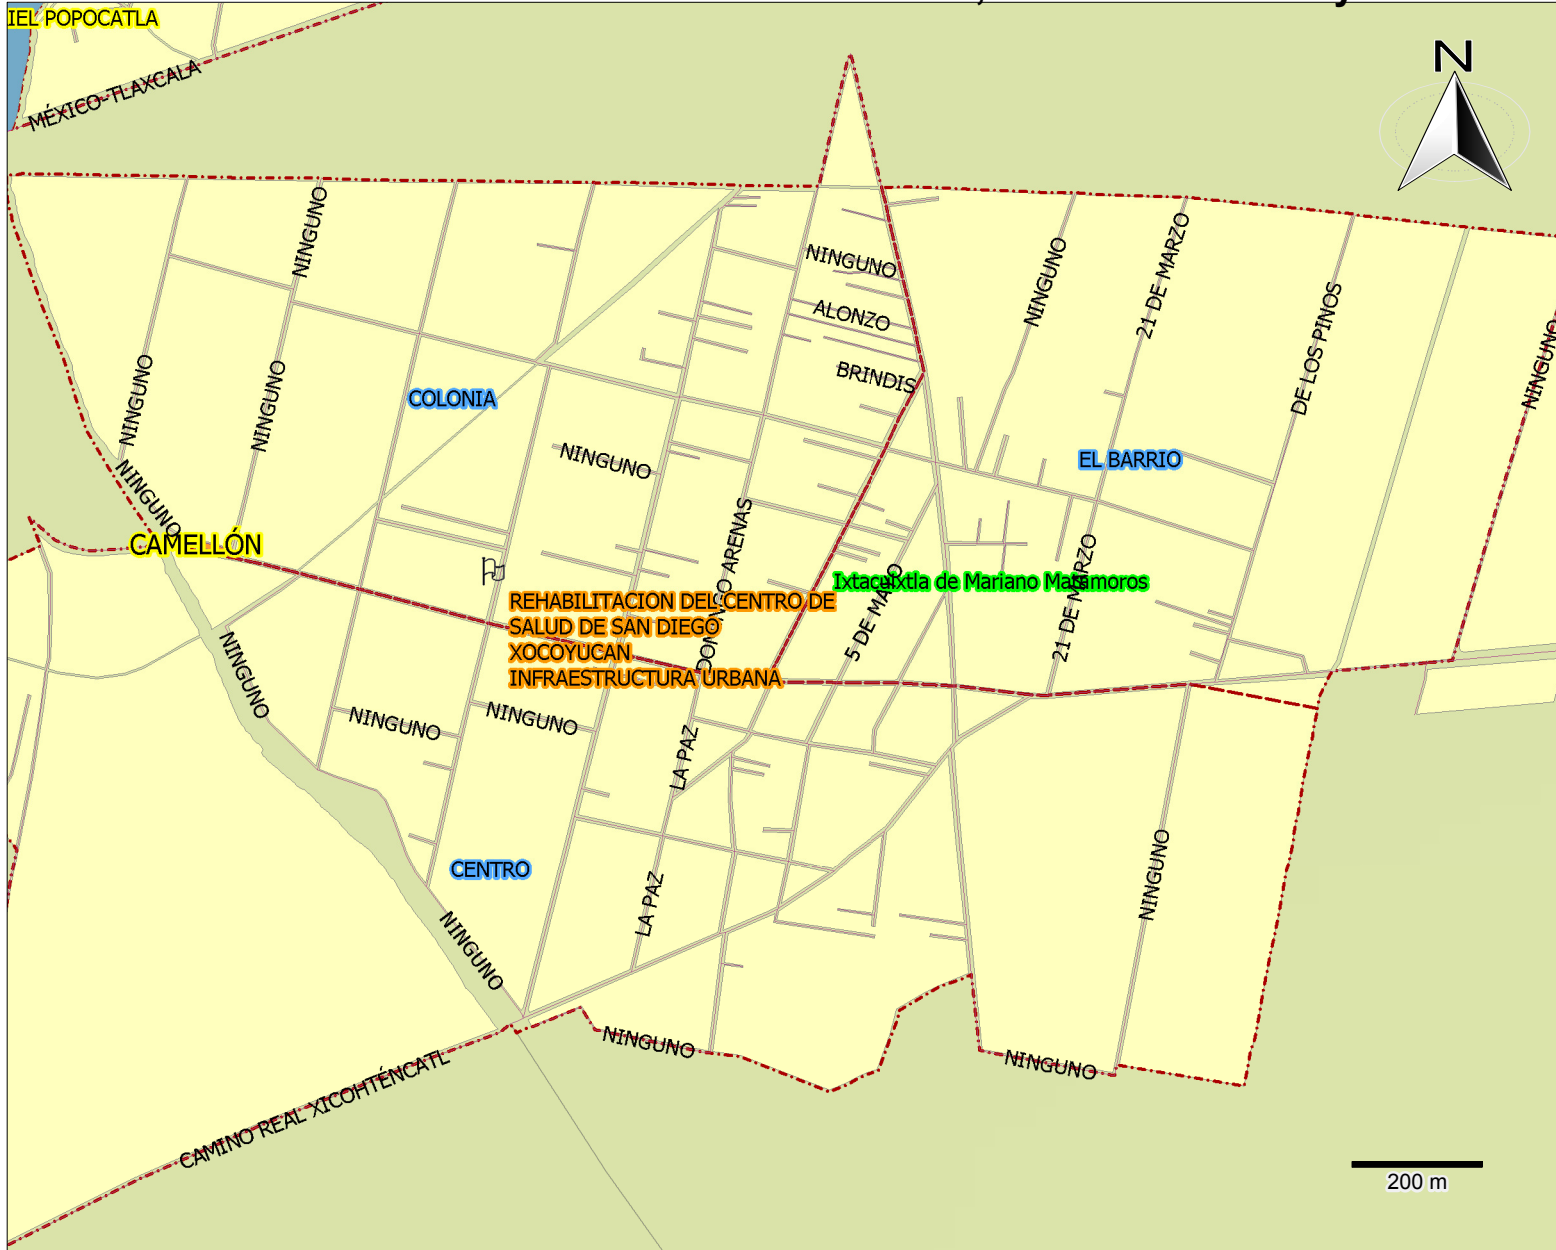 IEL POPOCATLA
MÉXICO-TLAXCALA
N
NINGUNO
NINGUNO
ALONZO
BRINDIS
NINGUNO
21 DE MARZO
DE LOS PINOS
NINGUNO
NINGUNO
NINGUNO
COLONIA
NINGUNO
EL BARRIO
NINGUNO
CAMELLÓN
DOMINGO ARENAS
5 DE MAYO
21 DE MARZO
Ixtacuixtla de Mariano Matamoros
REHABILITACION DEL CENTRO DE
SALUD DE SAN DIEGO
XOCOYUCAN
INFRAESTRUCTURA URBANA
NINGUNO
NINGUNO
NINGUNO
LA PAZ
CENTRO
LA PAZ
NINGUNO
NINGUNO
NINGUNO
NINGUNO
CAMINO REAL XICOHTÉNCATL
200 m